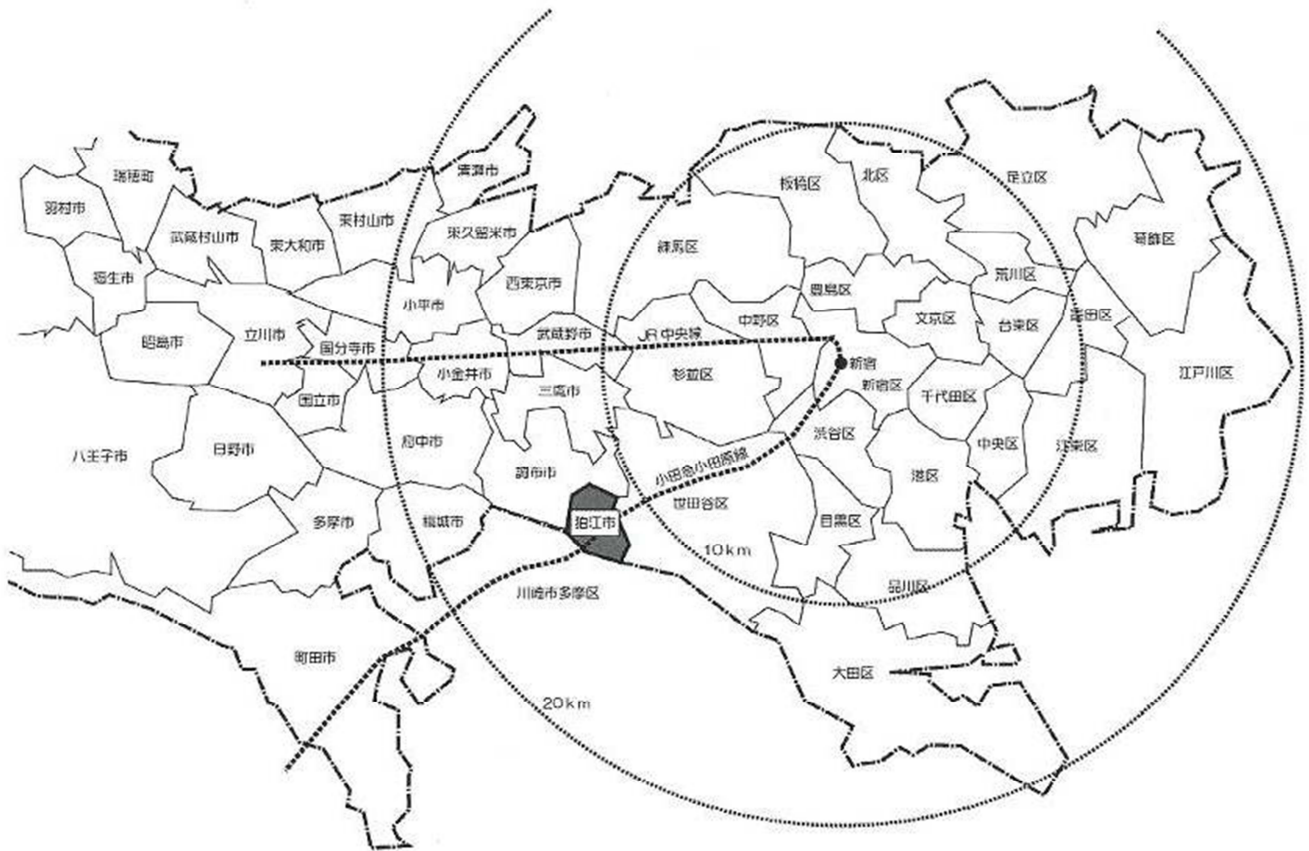 清瀬市
瑞穂町
板橋区
北区
足立区
羽村市
東村山市
武蔵村山市
東大和市
東久留米市
練馬区
葛飾区
福生市
西東京市
荒川区
豊島区
小平市
文京区
台東区
墨田区
昭島市
立川市
国分寺市
武蔵野市
JR中央線
中野区
新宿
小金井市
杉並区
新宿区
江戸川区
国立市
三鷹市
千代田区
八王子市
日野市
府中市
渋谷区
中央区
江東区
調布市
小田急小田原線
港区
多摩市
稲城市
狛江市
世田谷区
目黒区
10km
川崎市多摩区
品川区
町田市
大田区
20km